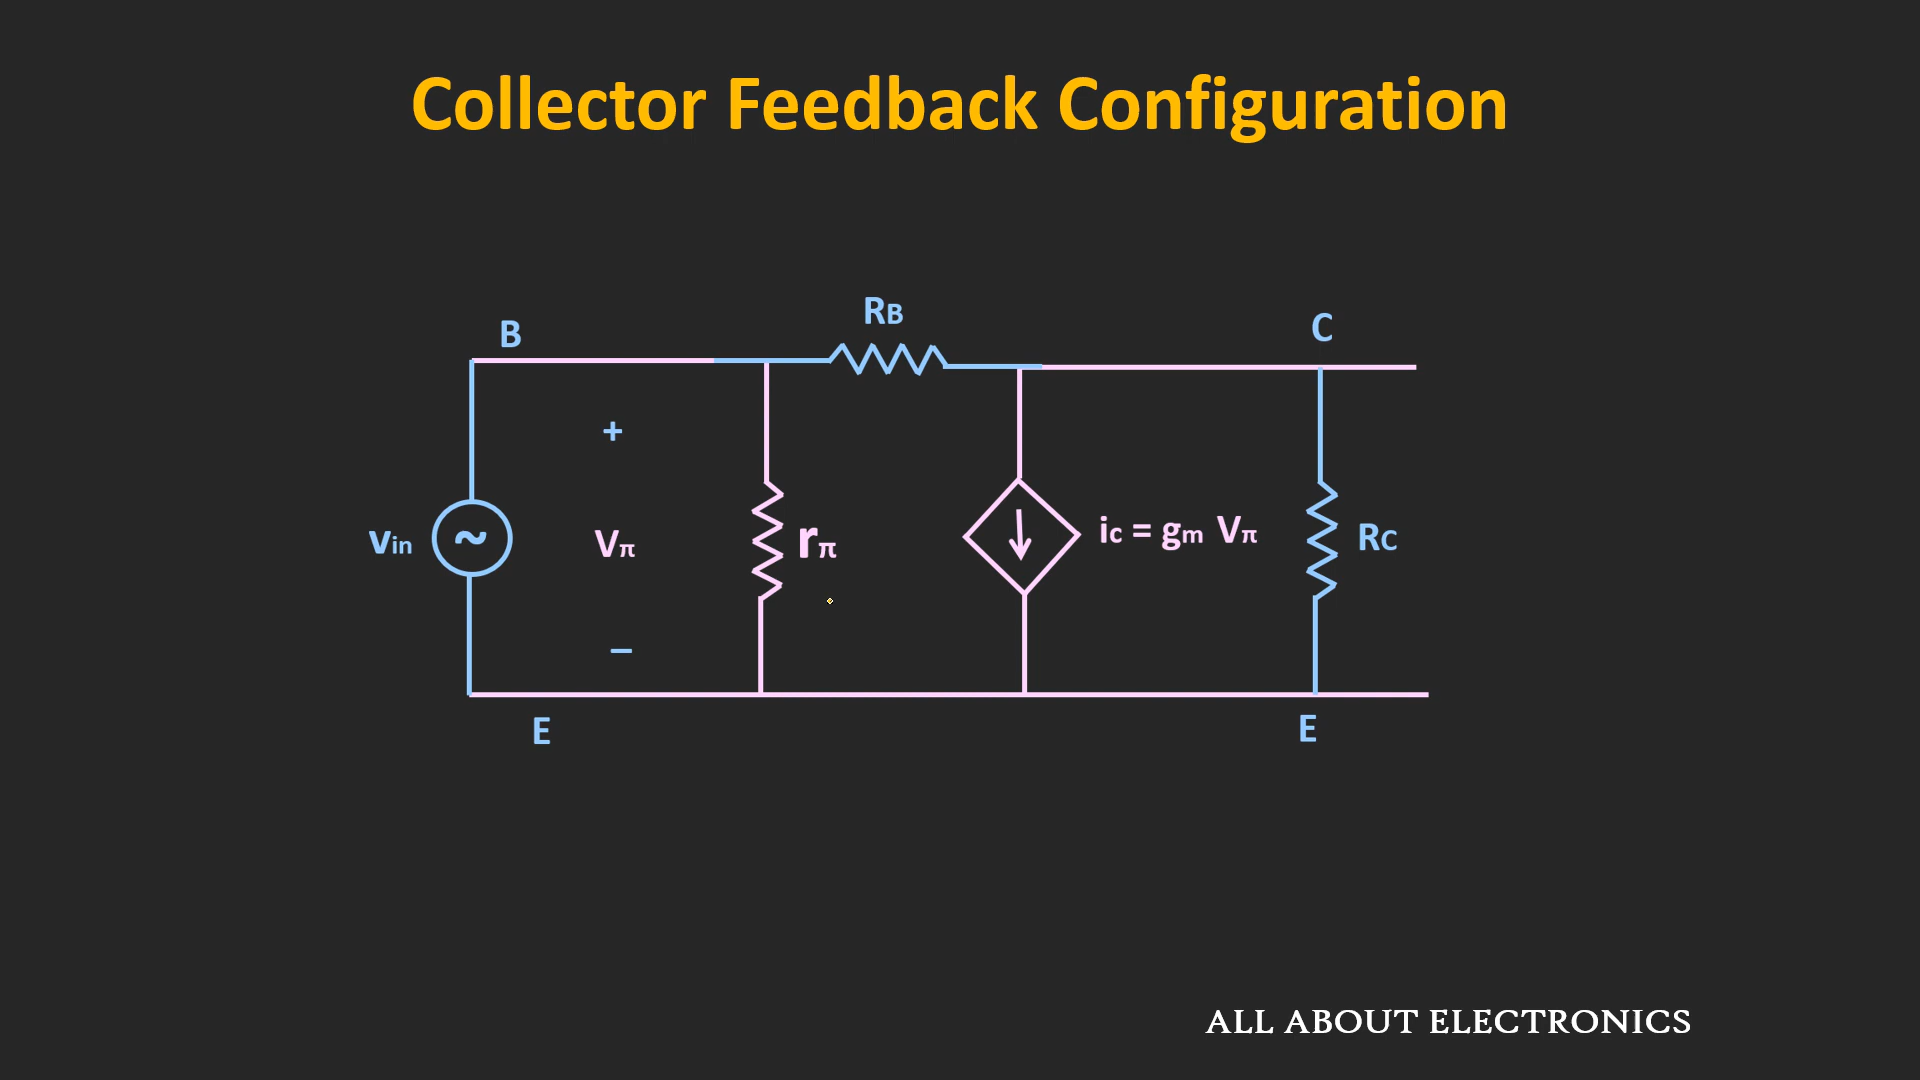 Collector Feedback Configuration
RB
B
C
+
vin
Vπ
rπ
ic = gm Vπ
RC
–
E
E
ALL ABOUT ELECTRONICS